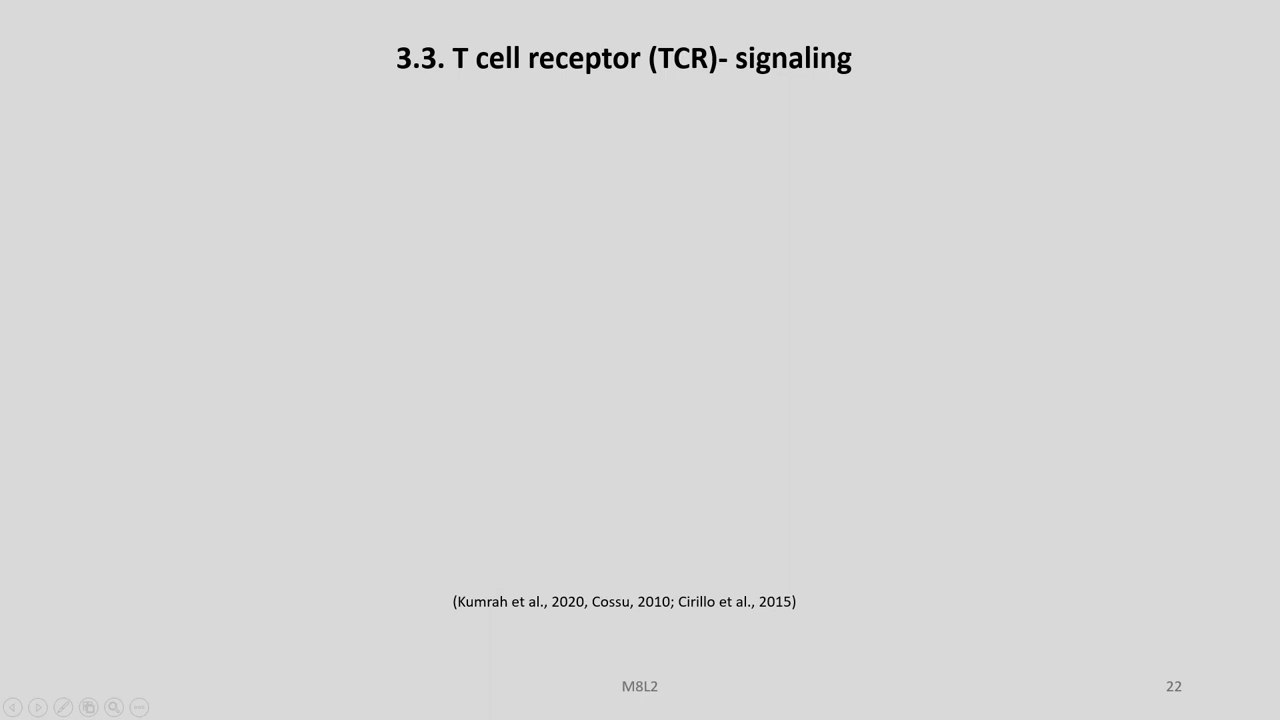 3.3. T cell receptor (TCR)- signaling
(Kumrah et al., 2020, Cossu, 2010; Cirillo et al., 2015)
M8L2
22